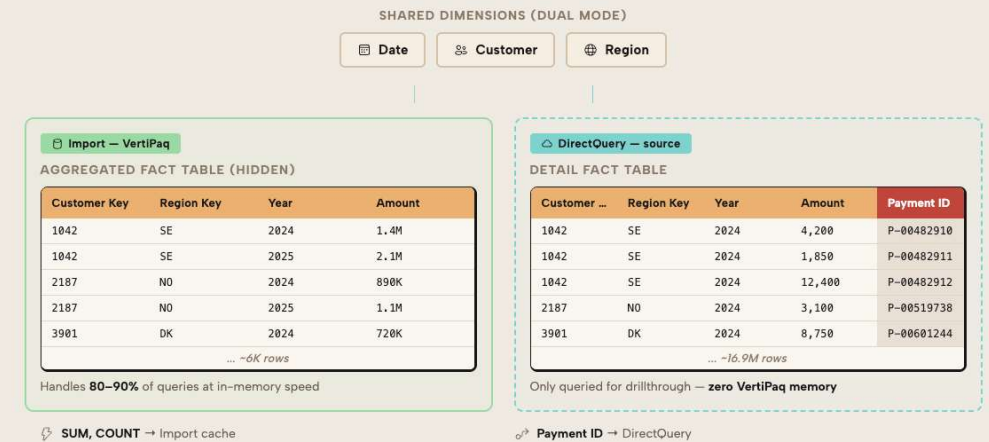 SHARED DIMENSIONS (DUAL MODE)
Date Customer Region
Import — VertiPaq
AGGREGATED FACT TABLE (HIDDEN)
Customer Key Region Key Year Amount
1042 SE 2024 1.4M
1042 SE 2025 2.1M
2187 NO 2024 890K
2187 NO 2025 1.1M
3901 DK 2024 720K
... ~6K rows
Handles 80–90% of queries at in-memory speed
SUM, COUNT → Import cache
DirectQuery — source
DETAIL FACT TABLE
Customer ... Region Key Year Amount Payment ID
1042 SE 2024 4,200 P-00482910
1042 SE 2024 1,850 P-00482911
1042 SE 2024 12,400 P-00482912
2187 NO 2024 3,100 P-00519738
3901 DK 2024 8,750 P-00601244
... ~16.9M rows
Only queried for drillthrough — zero VertiPaq memory
Payment ID → DirectQuery